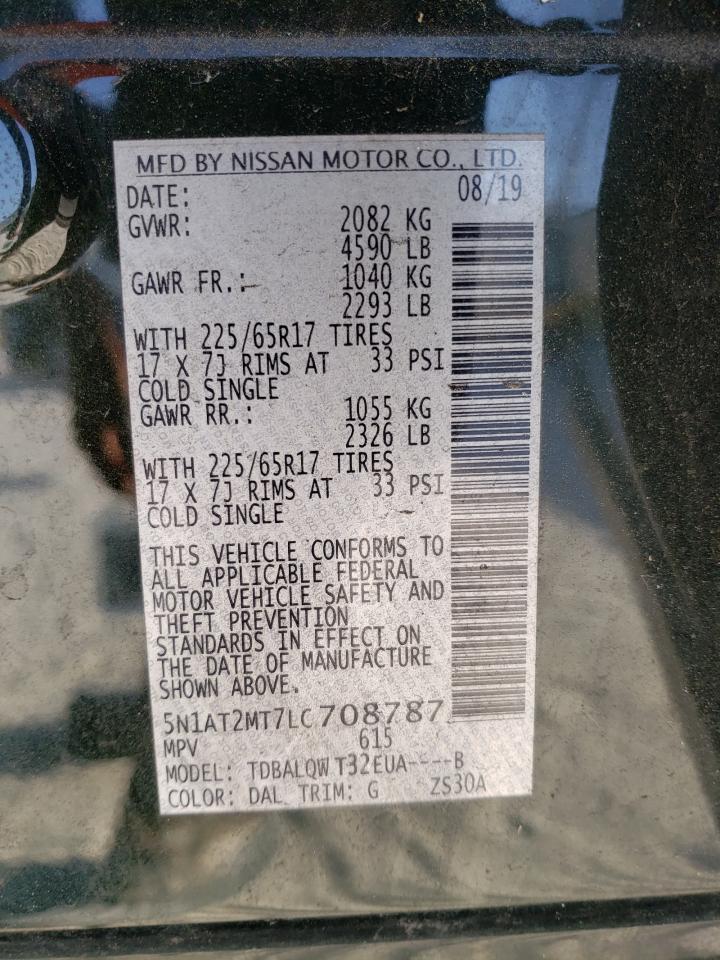 MFD BY NISSAN MOTOR CO., LTD.
DATE: 08/19
GVWR: 2082 KG
4590 LB
GAWR FR.: 1040 KG
2293 LB
WITH 225/65R17 TIRES
17 X 7J RIMS AT 33 PSI
COLD SINGLE
GAWR RR.: 1055 KG
2326 LB
WITH 225/65R17 TIRES
17 X 7J RIMS AT 33 PSI
COLD SINGLE
THIS VEHICLE CONFORMS TO
ALL APPLICABLE FEDERAL
MOTOR VEHICLE SAFETY AND
THEFT PREVENTION
STANDARDS IN EFFECT ON
THE DATE OF MANUFACTURE
SHOWN ABOVE.
5N1AT2MT7LC708787
MPV 615
MODEL: TDBALQW T32EUA----B
COLOR: DAL TRIM: G ZS30A